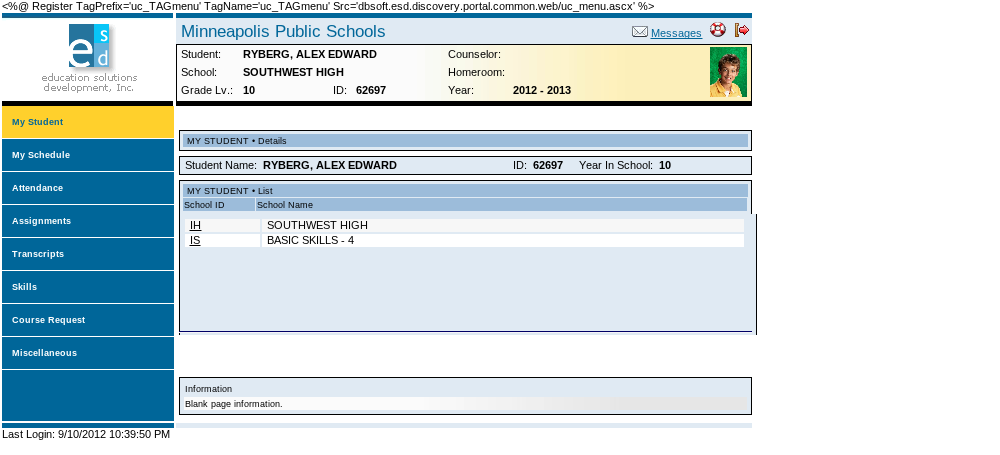 <%@ Register TagPrefix='uc_TAGmenu' TagName='uc_TAGmenu' Src='dbsoft.esd.discovery.portal.common.web/uc_menu.ascx' %>
es
d
education solutions
development, Inc.
Minneapolis Public Schools
Messages
Student: RYBERG, ALEX EDWARD Counselor:
School: SOUTHWEST HIGH Homeroom:
Grade Lv.: 10 ID: 62697 Year: 2012 - 2013
My Student
My Schedule
Attendance
Assignments
Transcripts
Skills
Course Request
Miscellaneous
MY STUDENT • Details
Student Name: RYBERG, ALEX EDWARD ID: 62697 Year In School: 10
MY STUDENT • List
School ID School Name
IH SOUTHWEST HIGH
IS BASIC SKILLS - 4
Information
Blank page information.
Last Login: 9/10/2012 10:39:50 PM